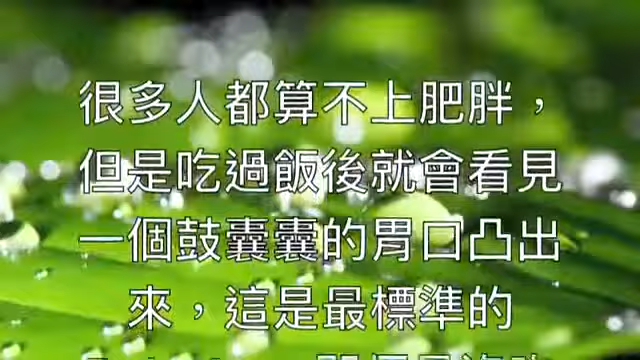 很多人都算不上肥胖，
但是吃過飯後就會看見
一個鼓囊囊的胃口凸出
來，這是最標準的